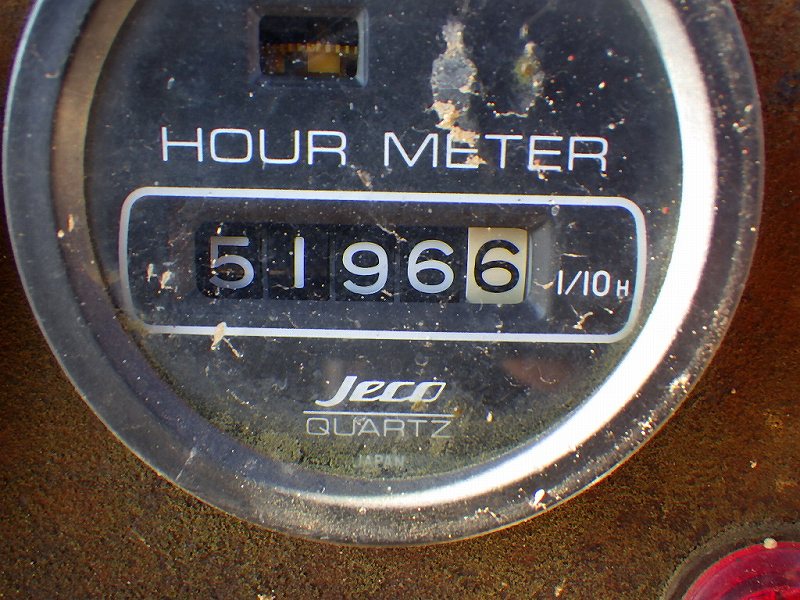 HOUR METER
51966 1/10H
Jeco
QUARTZ
JAPAN